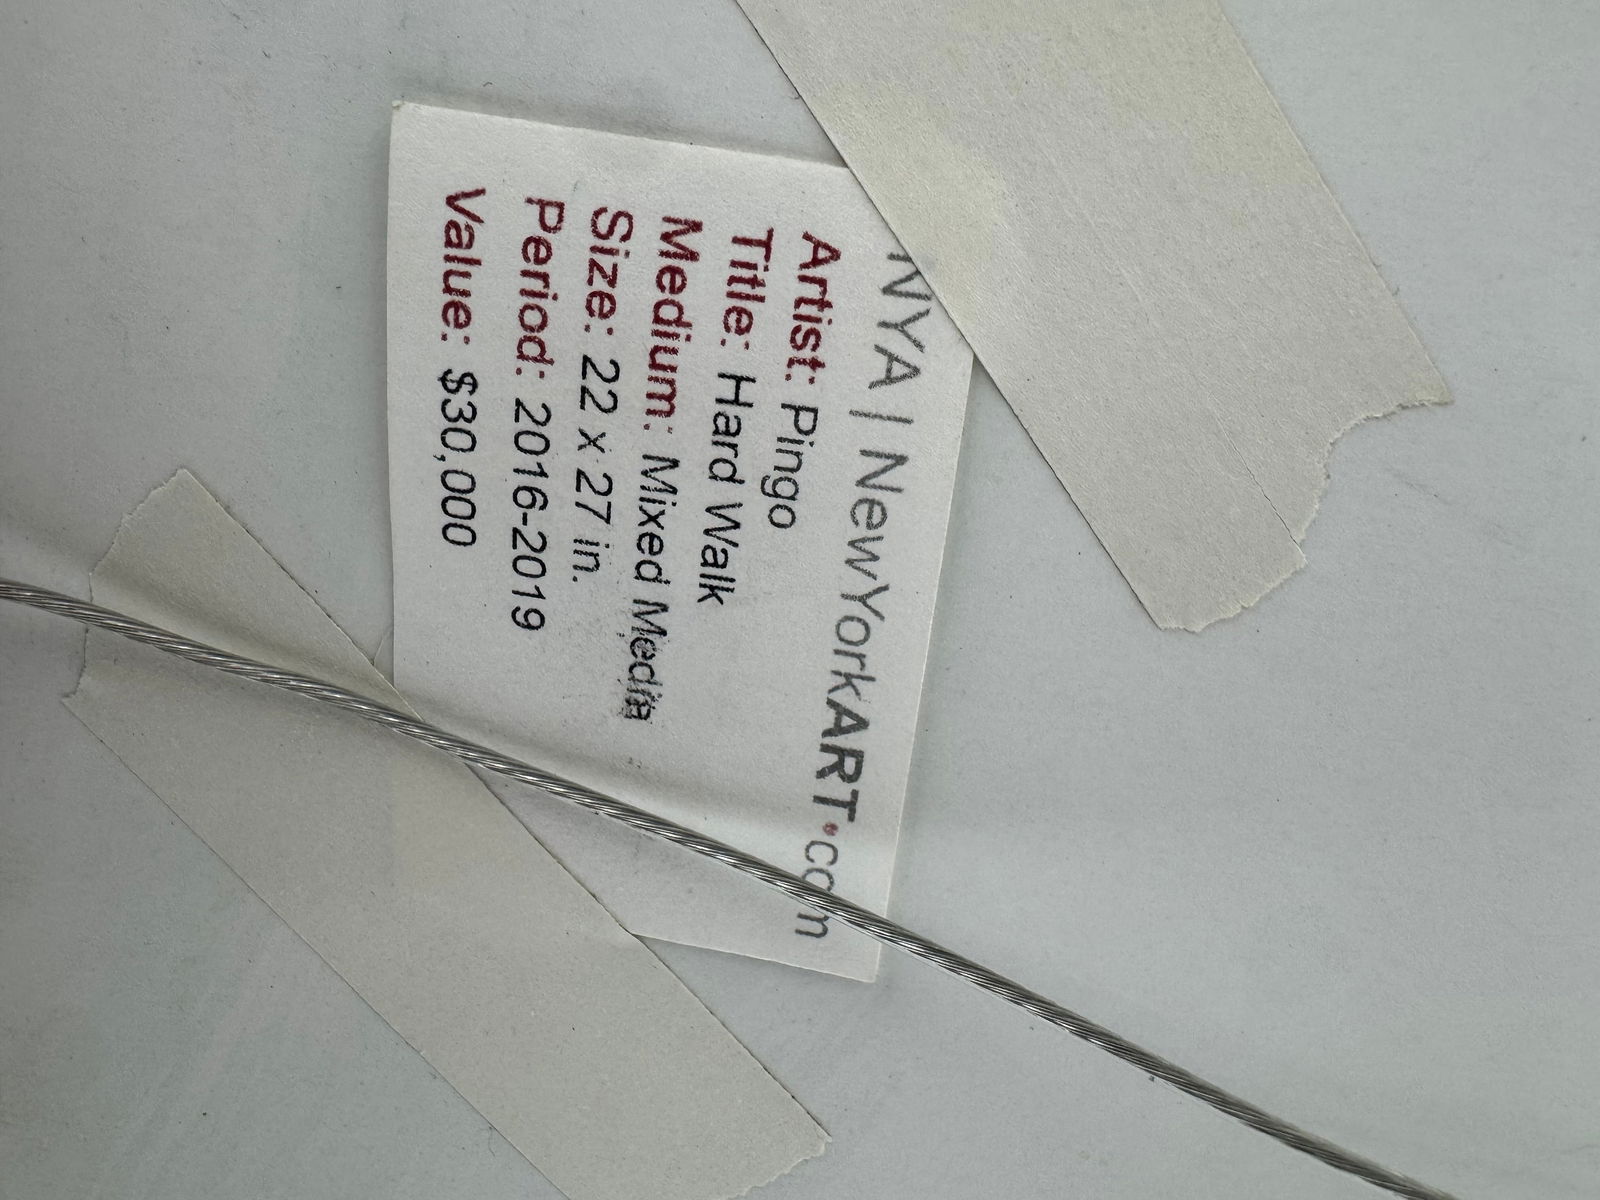 NYA | NewYorkART.com
Artist: Pingo
Title: Hard Walk
Medium: Mixed Media
Size: 22 x 27 in.
Period: 2016-2019
Value: $30,000